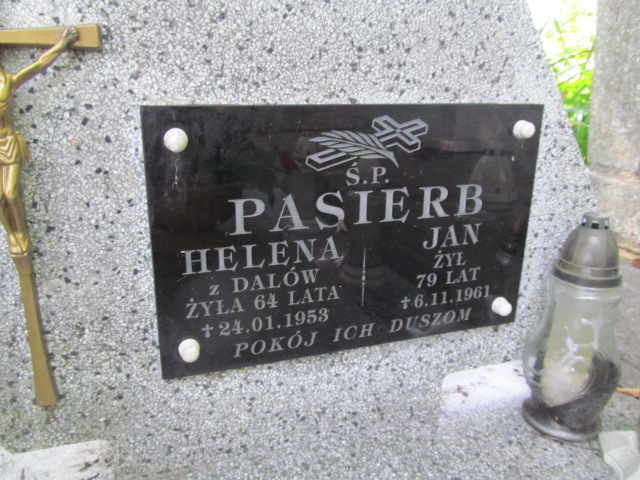 Ś.P.
PASIERB
HELENA
z DALÓW
ŻYŁA 64 LATA
✝24.01.1953
JAN
ŻYŁ
79 LAT
✝6.11.1961
POKÓJ ICH DUSZOM